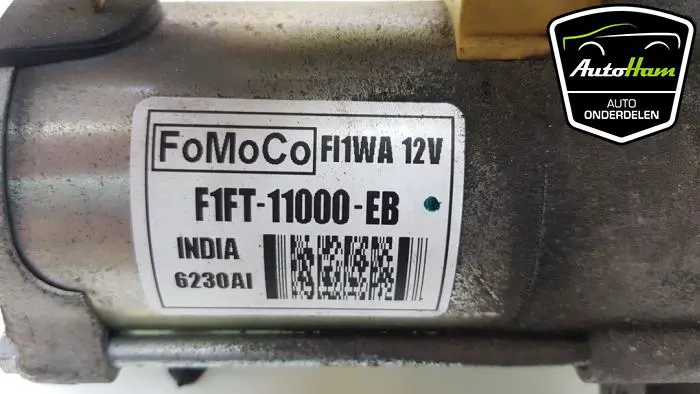 FoMoCo FI1WA 12V
F1FT-11000-EB
INDIA
6230AI
AutoHam
AUTO
ONDERDELEN